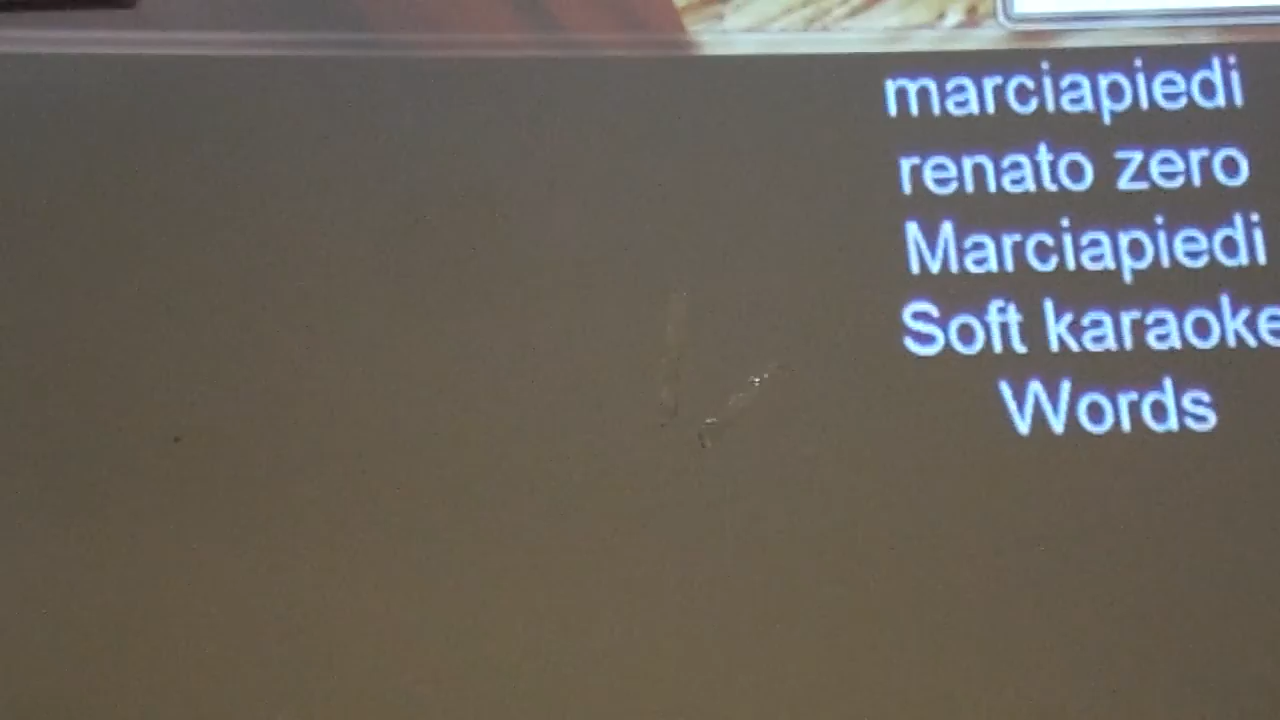 marciapiedi
renato zero
Marciapiedi
Soft karaoke
Words